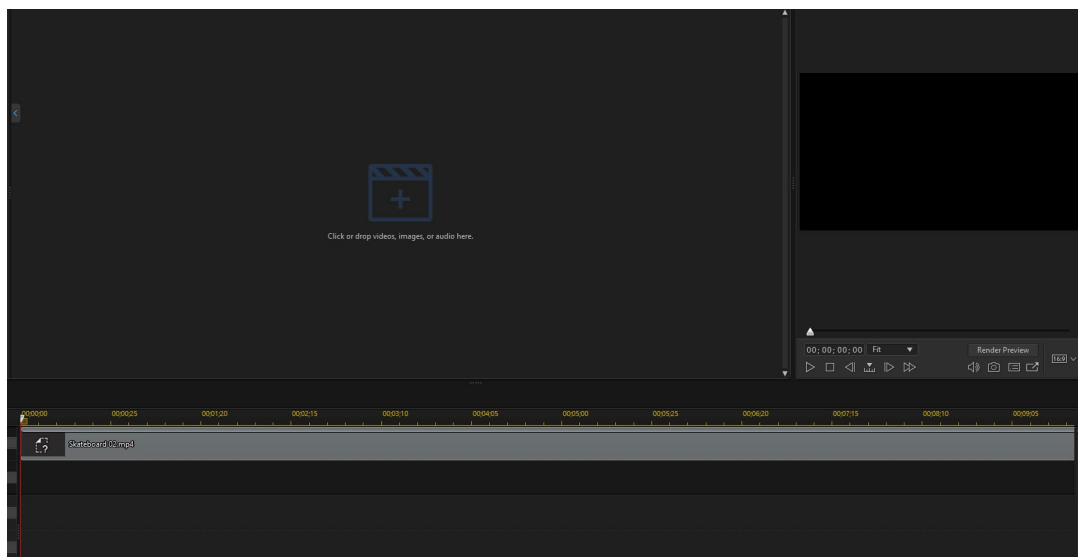 Click or drop videos, images, or audio here.
00;00;00;00 Fit Render Preview
16:9
00;00;00 00;00;25 00;01;20 00;02;15 00;03;10 00;04;05 00;05;00 00;05;25 00;06;20 00;07;15 00;08;10 00;09;05
Skateboard 02.mp4